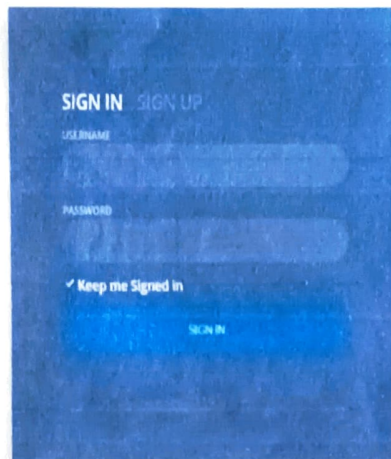 SIGN IN SIGN UP
USERNAME
PASSWORD
✓ Keep me Signed in
SIGN IN